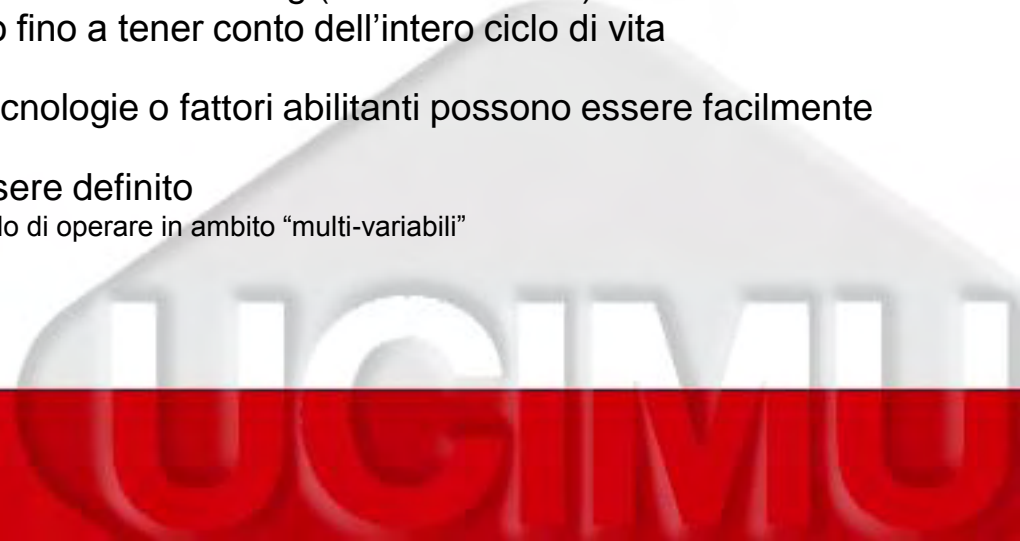 o fino a tener conto dell’intero ciclo di vita
cnologie o fattori abilitanti possono essere facilmente
sere definito
lo di operare in ambito “multi-variabili”
UCIMU